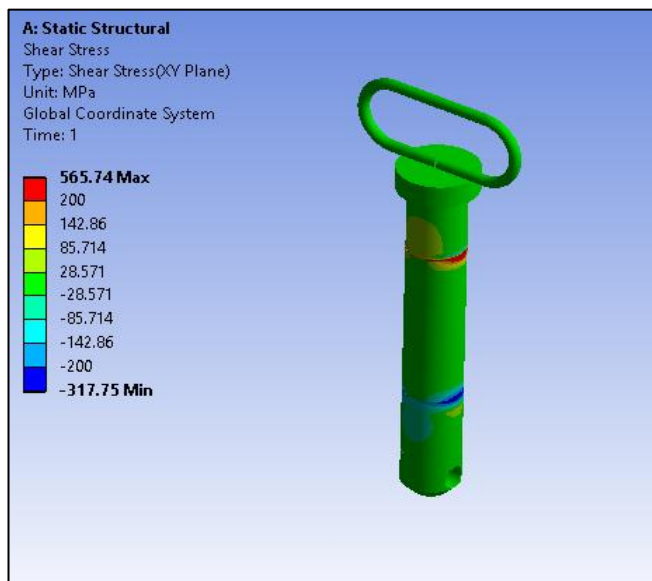 A: Static Structural
Shear Stress
Type: Shear Stress(XY Plane)
Unit: MPa
Global Coordinate System
Time: 1
565.74 Max
200
142.86
85.714
28.571
-28.571
-85.714
-142.86
-200
-317.75 Min